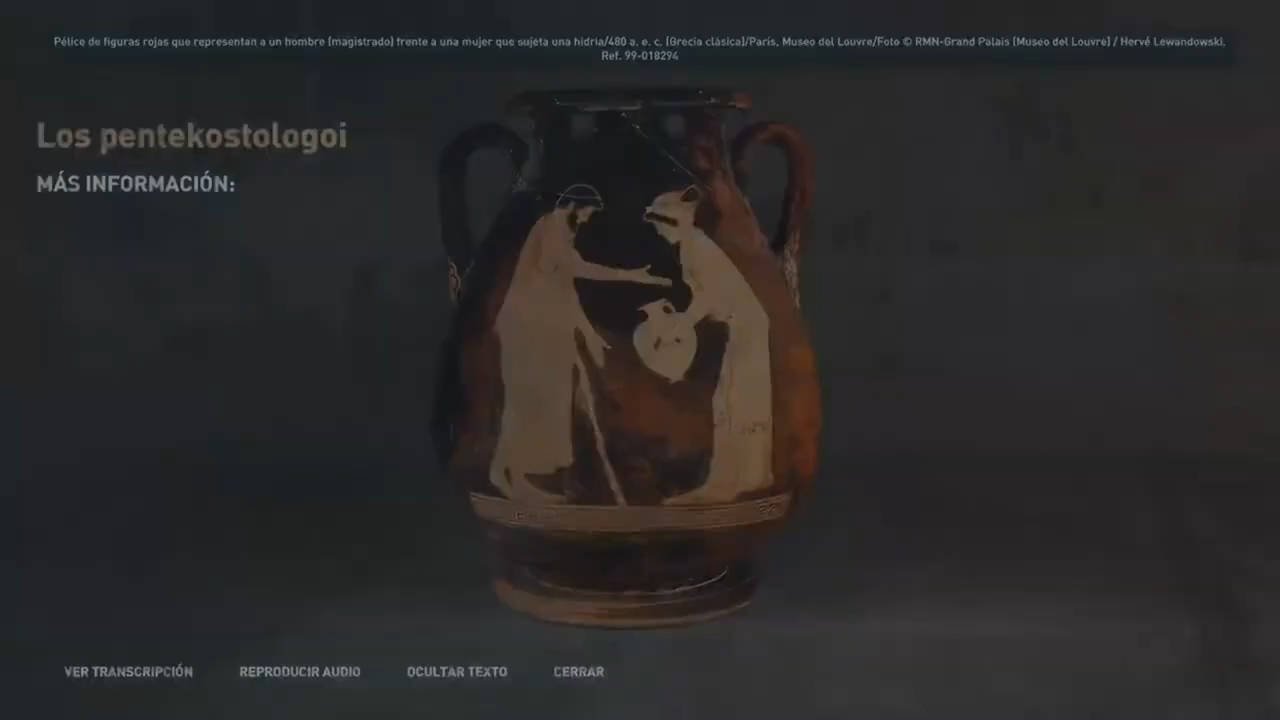 Pélice de figuras rojas que representan a un hombre (magistrado) frente a una mujer que sujeta una hidria/480 a. e. c. (Grecia clásica)/París, Museo del Louvre/Foto © RMN-Grand Palais (Museo del Louvre) / Hervé Lewandowski.
Ref. 99-018294
Los pentekostologoi
MÁS INFORMACIÓN:
VER TRANSCRIPCIÓN REPRODUCIR AUDIO OCULTAR TEXTO CERRAR